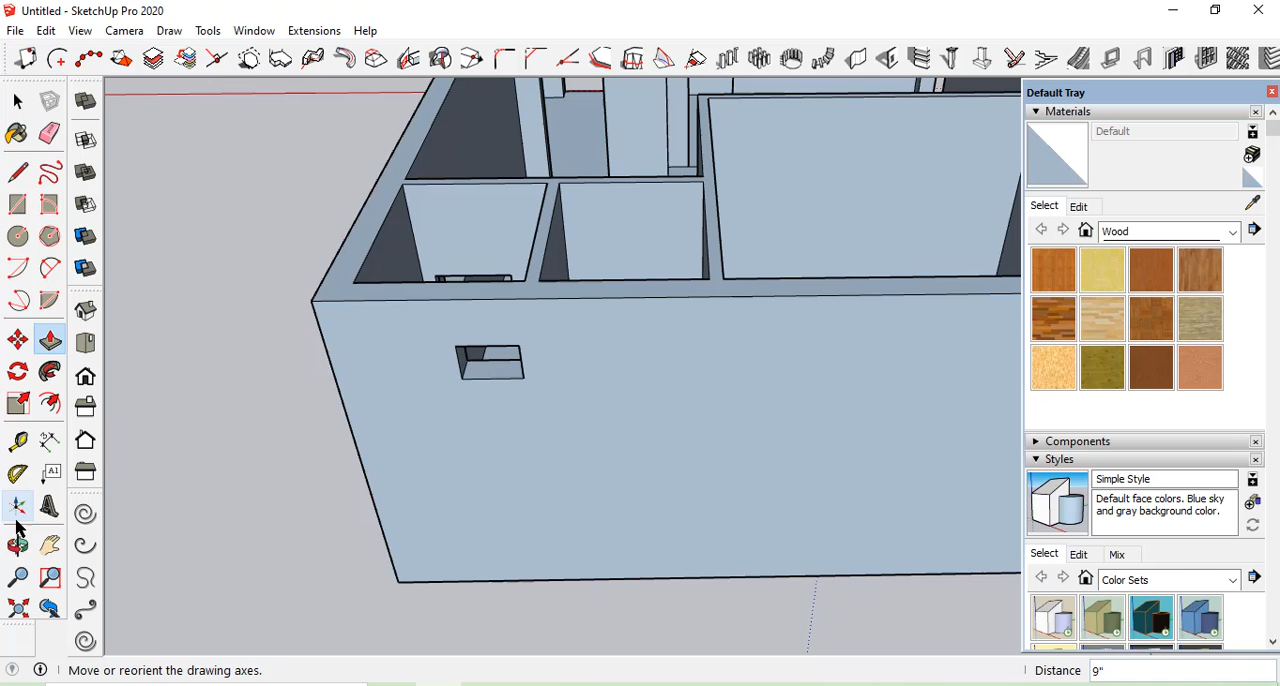 Untitled - SketchUp Pro 2020
File Edit View Camera Draw Tools Window Extensions Help
Default Tray
Materials
Default
Select Edit
Wood
Components
Styles
Simple Style
Default face colors. Blue sky
and gray background color.
Select Edit Mix
Color Sets
A1
Move or reorient the drawing axes.
Distance 9"